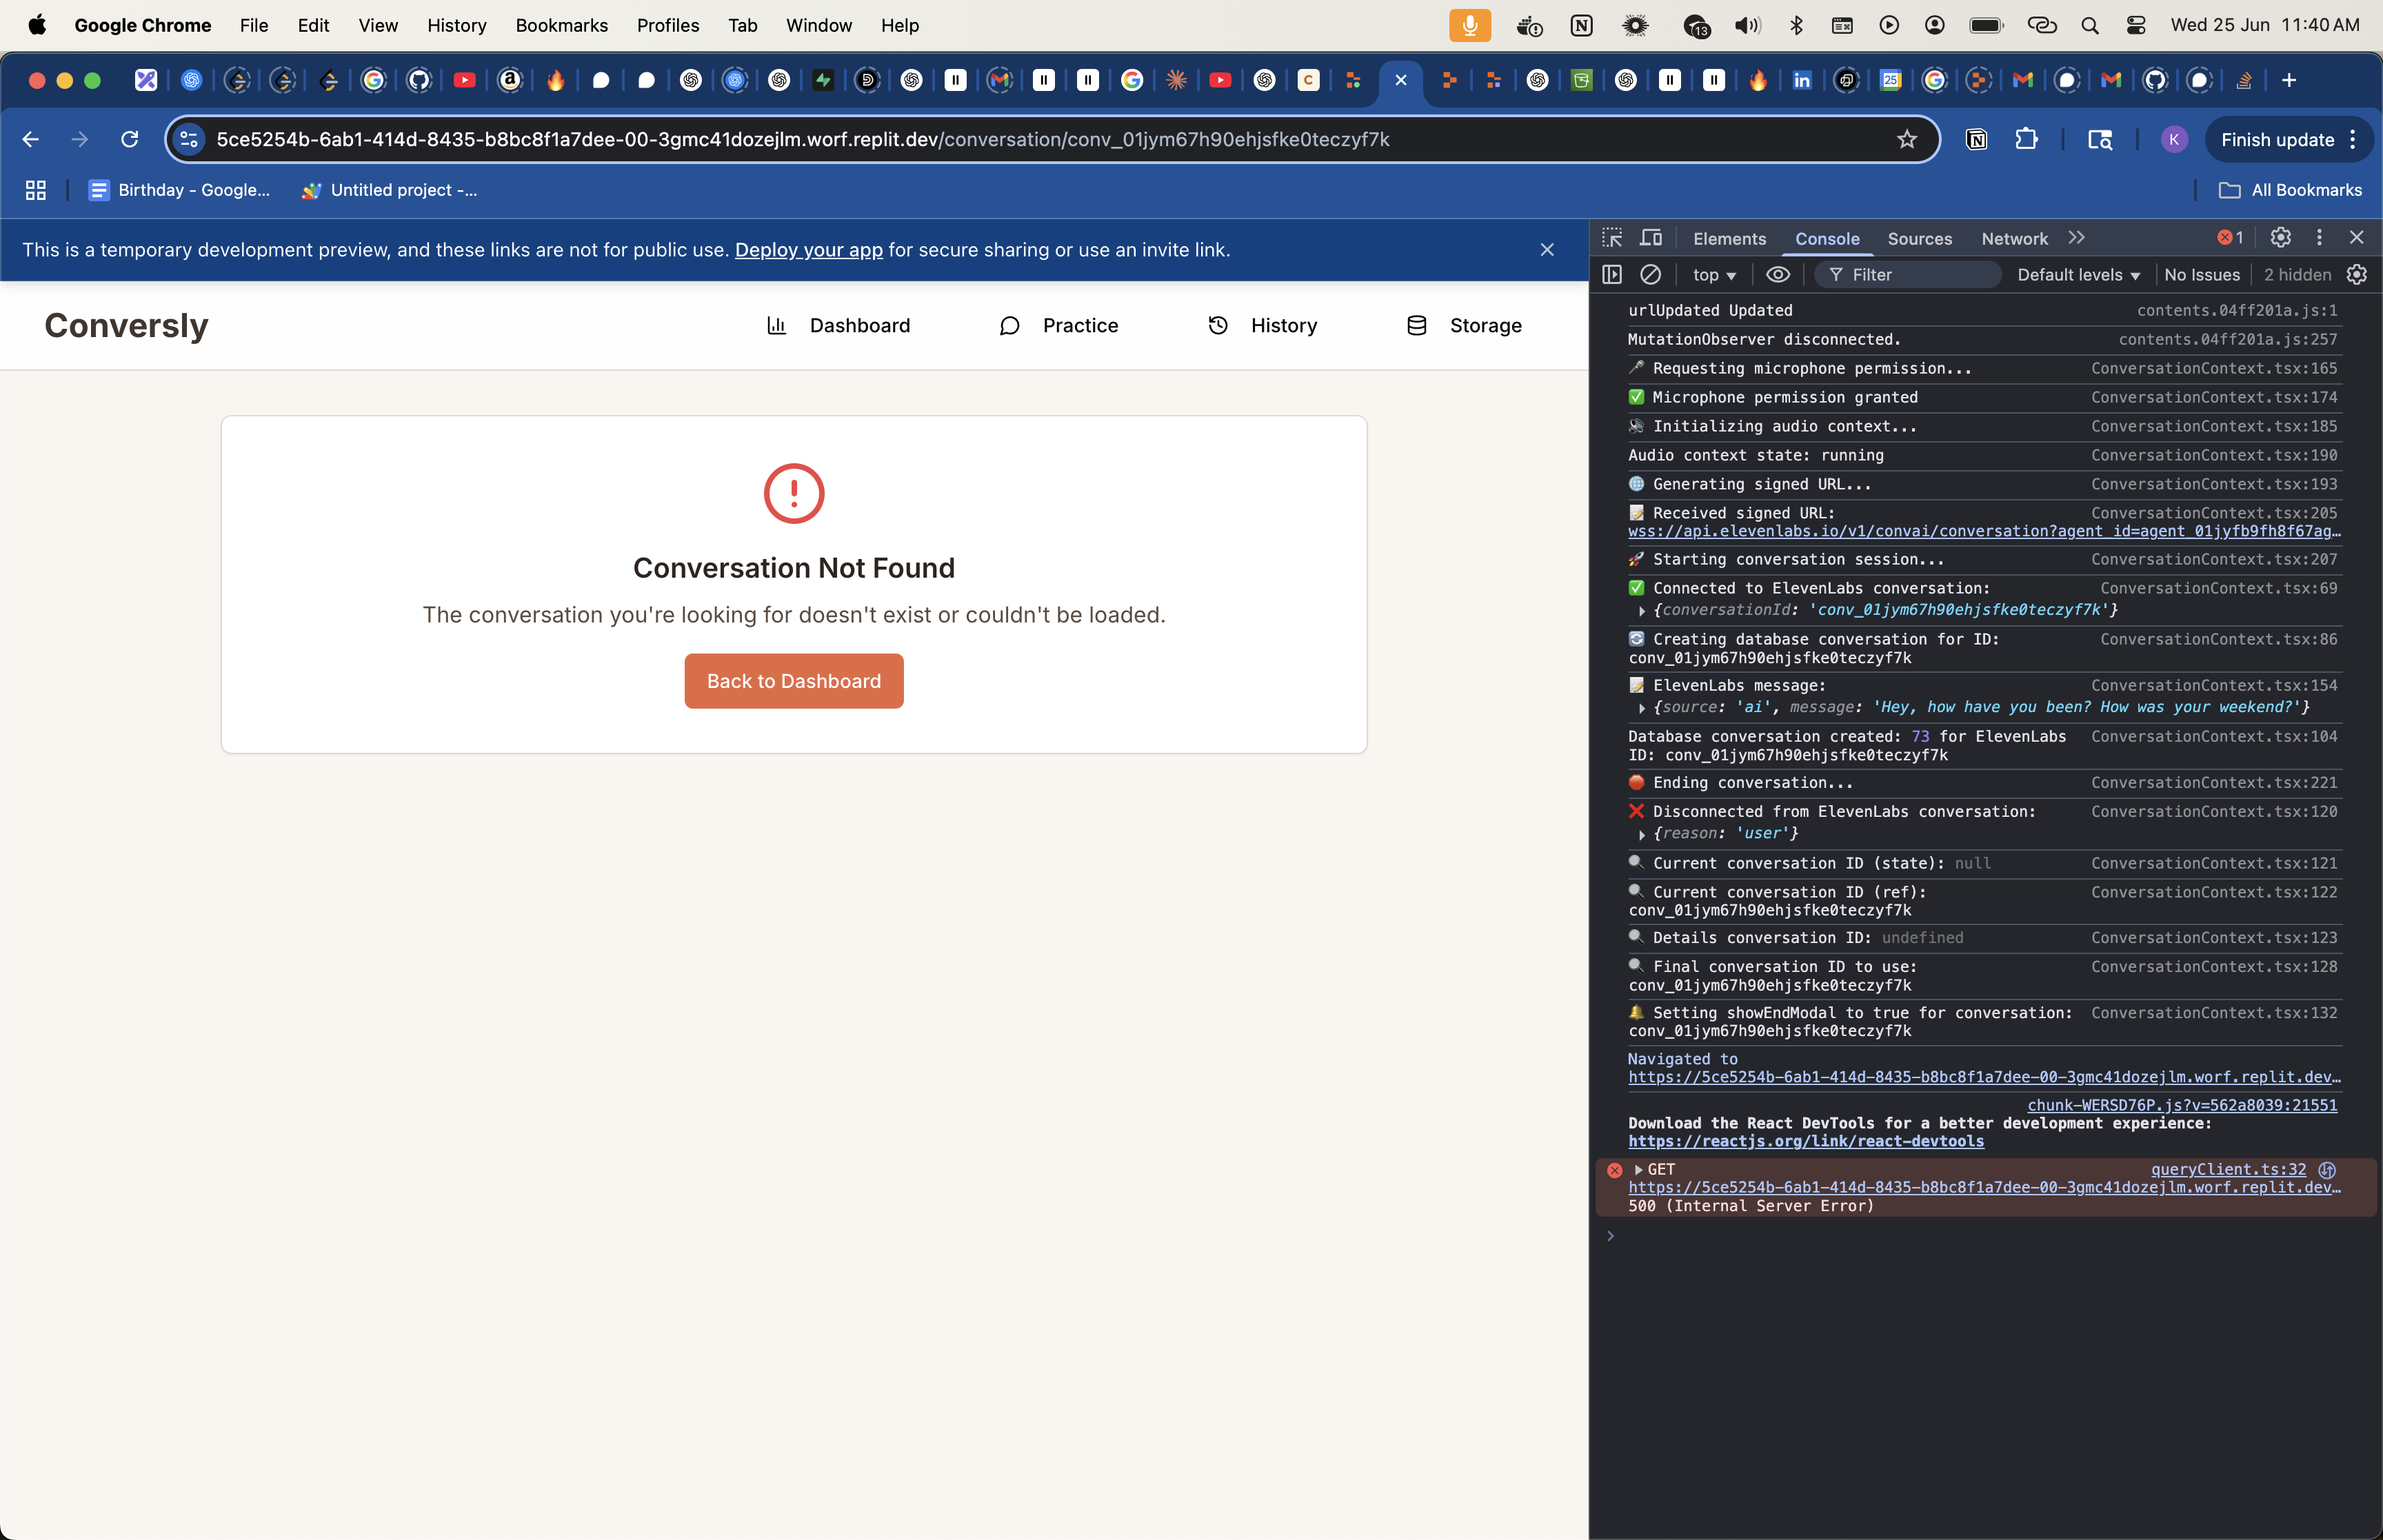 Google Chrome File Edit View History Bookmarks Profiles Tab Window Help 13 Wed 25 Jun 11:40 AM
5ce5254b-6ab1-414d-8435-b8bc8f1a7dee-00-3gmc41dozejlm.worf.replit.dev/conversation/conv_01jym67h90ehjsfke0teczyf7k K Finish update
Birthday - Google... Untitled project -... All Bookmarks
This is a temporary development preview, and these links are not for public use. Deploy your app for secure sharing or use an invite link.
Conversly Dashboard Practice History Storage
Conversation Not Found
The conversation you're looking for doesn't exist or couldn't be loaded.
Back to Dashboard
Elements Console Sources Network 1
top Filter Default levels No Issues 2 hidden
urlUpdated Updated contents.04ff201a.js:1
MutationObserver disconnected. contents.04ff201a.js:257
🎤 Requesting microphone permission... ConversationContext.tsx:165
✅ Microphone permission granted ConversationContext.tsx:174
🔊 Initializing audio context... ConversationContext.tsx:185
Audio context state: running ConversationContext.tsx:190
🌐 Generating signed URL... ConversationContext.tsx:193
📝 Received signed URL: ConversationContext.tsx:205
wss://api.elevenlabs.io/v1/convai/conversation?agent_id=agent_01jyfb9fh8f67ag…
🚀 Starting conversation session... ConversationContext.tsx:207
✅ Connected to ElevenLabs conversation: ConversationContext.tsx:69
{conversationId: 'conv_01jym67h90ehjsfke0teczyf7k'}
🔄 Creating database conversation for ID: ConversationContext.tsx:86
conv_01jym67h90ehjsfke0teczyf7k
📝 ElevenLabs message: ConversationContext.tsx:154
{source: 'ai', message: 'Hey, how have you been? How was your weekend?'}
Database conversation created: 73 for ElevenLabs ConversationContext.tsx:104
ID: conv_01jym67h90ehjsfke0teczyf7k
🛑 Ending conversation... ConversationContext.tsx:221
❌ Disconnected from ElevenLabs conversation: ConversationContext.tsx:120
{reason: 'user'}
🔍 Current conversation ID (state): null ConversationContext.tsx:121
🔍 Current conversation ID (ref): ConversationContext.tsx:122
conv_01jym67h90ehjsfke0teczyf7k
🔍 Details conversation ID: undefined ConversationContext.tsx:123
🔍 Final conversation ID to use: ConversationContext.tsx:128
conv_01jym67h90ehjsfke0teczyf7k
🔔 Setting showEndModal to true for conversation: ConversationContext.tsx:132
conv_01jym67h90ehjsfke0teczyf7k
Navigated to
https://5ce5254b-6ab1-414d-8435-b8bc8f1a7dee-00-3gmc41dozejlm.worf.replit.dev…
chunk-WERSD76P.js?v=562a8039:21551
Download the React DevTools for a better development experience:
https://reactjs.org/link/react-devtools
GET queryClient.ts:32
https://5ce5254b-6ab1-414d-8435-b8bc8f1a7dee-00-3gmc41dozejlm.worf.replit.dev…
500 (Internal Server Error)